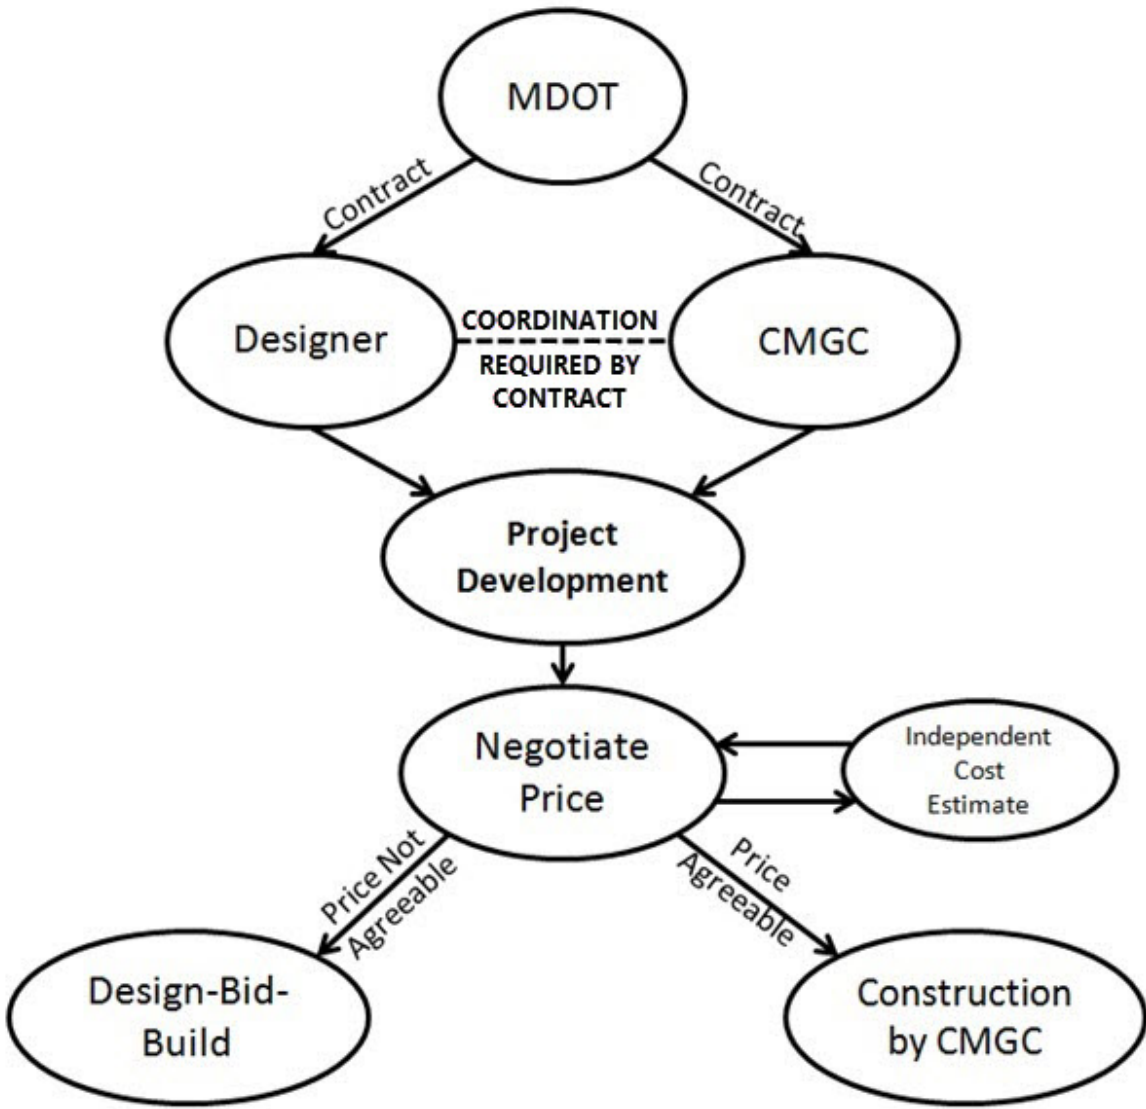 MDOT
Contract
Contract
Designer
COORDINATION
REQUIRED BY
CONTRACT
CMGC
Project
Development
Negotiate
Price
Independent
Cost
Estimate
Price Not
Agreeable
Price
Agreeable
Design-Bid-
Build
Construction
by CMGC